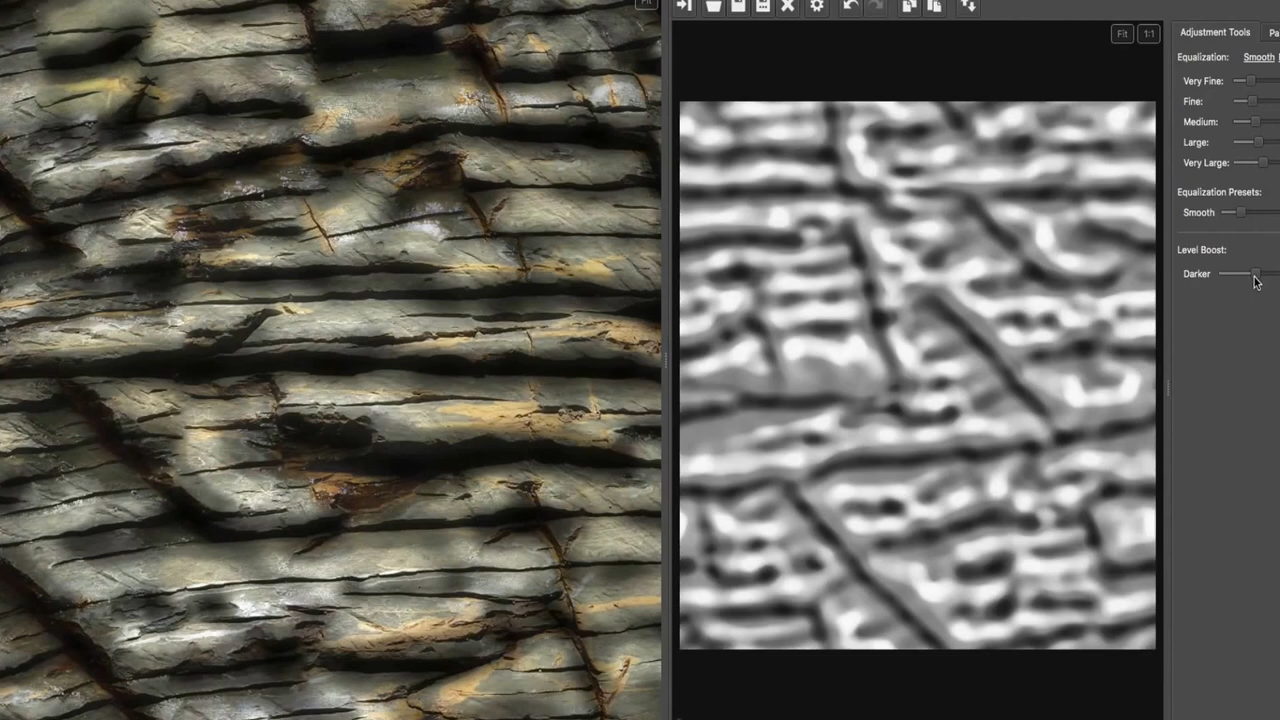 Fit
Fit 1:1
Adjustment Tools Pa
Equalization: Smooth
Very Fine:
Fine:
Medium:
Large:
Very Large:
Equalization Presets:
Smooth
Level Boost:
Darker